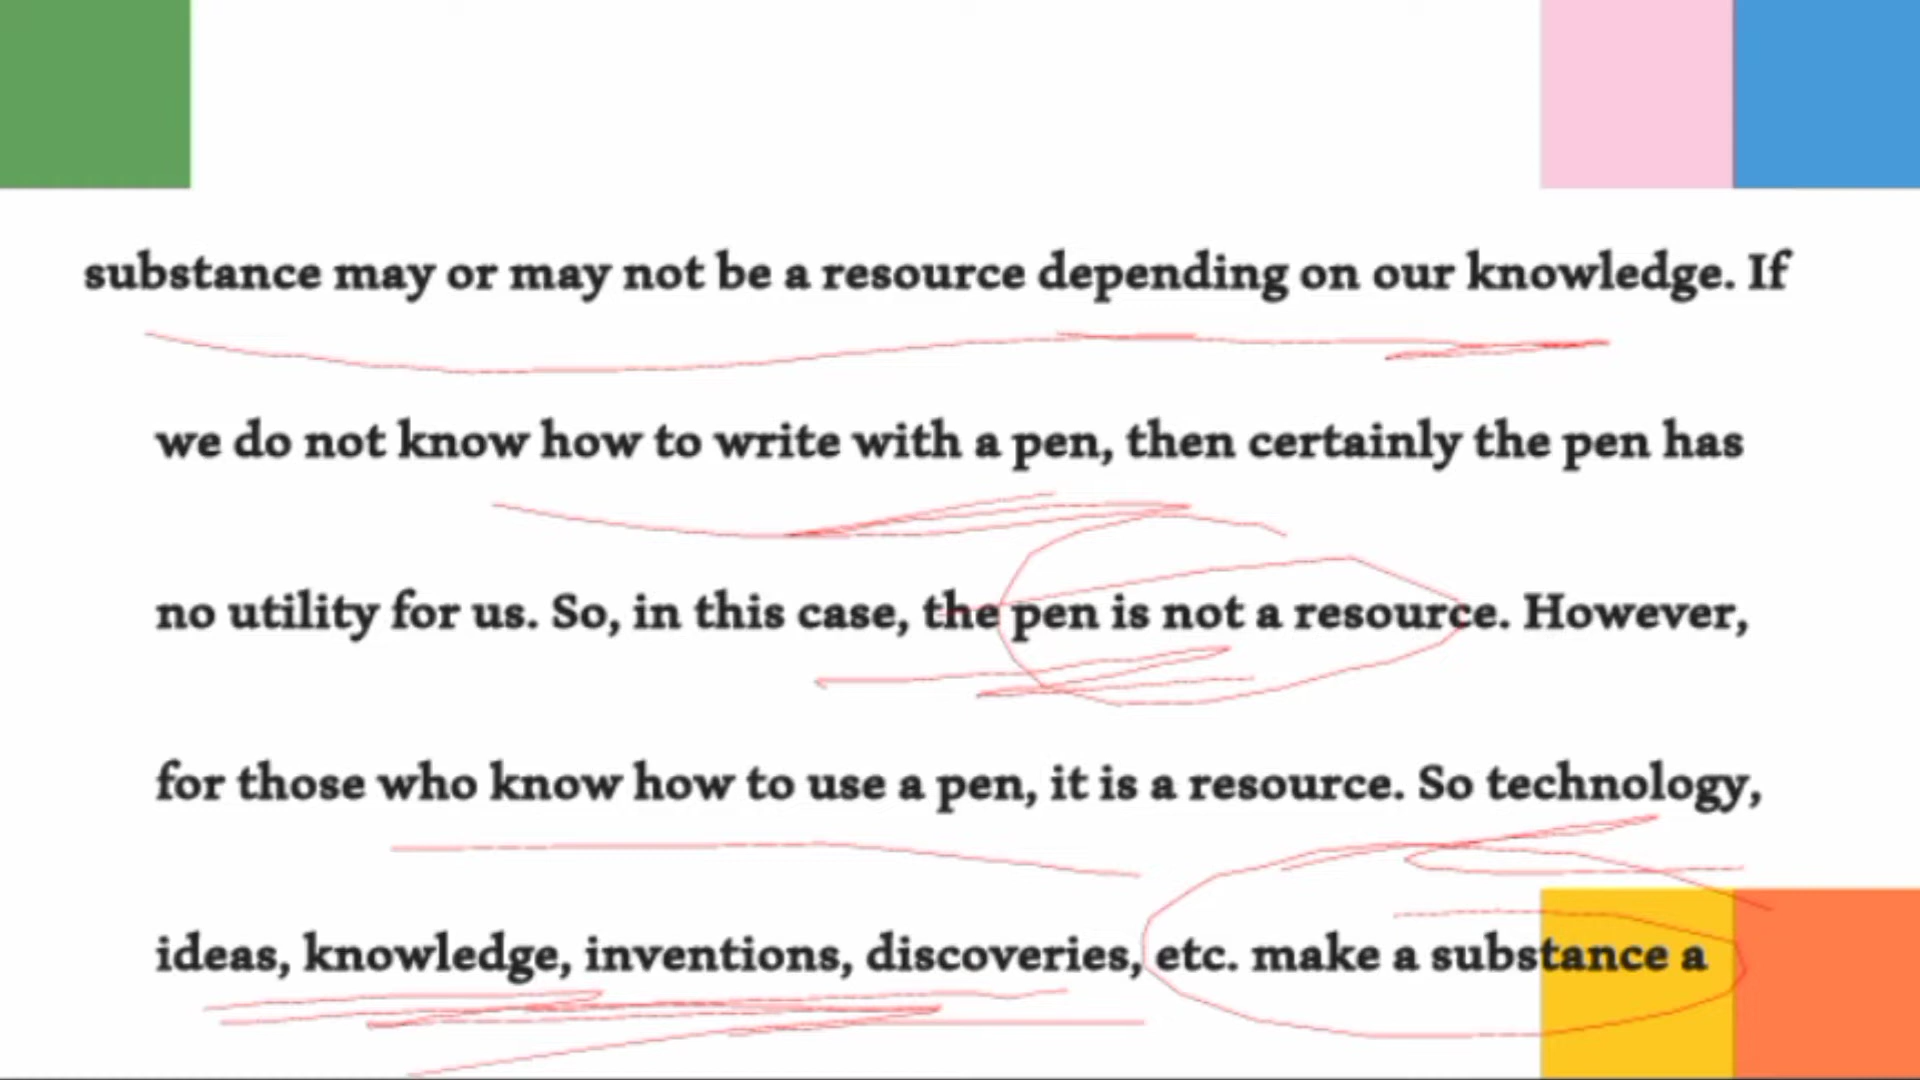 substance may or may not be a resource depending on our knowledge. If
we do not know how to write with a pen, then certainly the pen has
no utility for us. So, in this case, the pen is not a resource. However,
for those who know how to use a pen, it is a resource. So technology,
ideas, knowledge, inventions, discoveries, etc. make a substance a